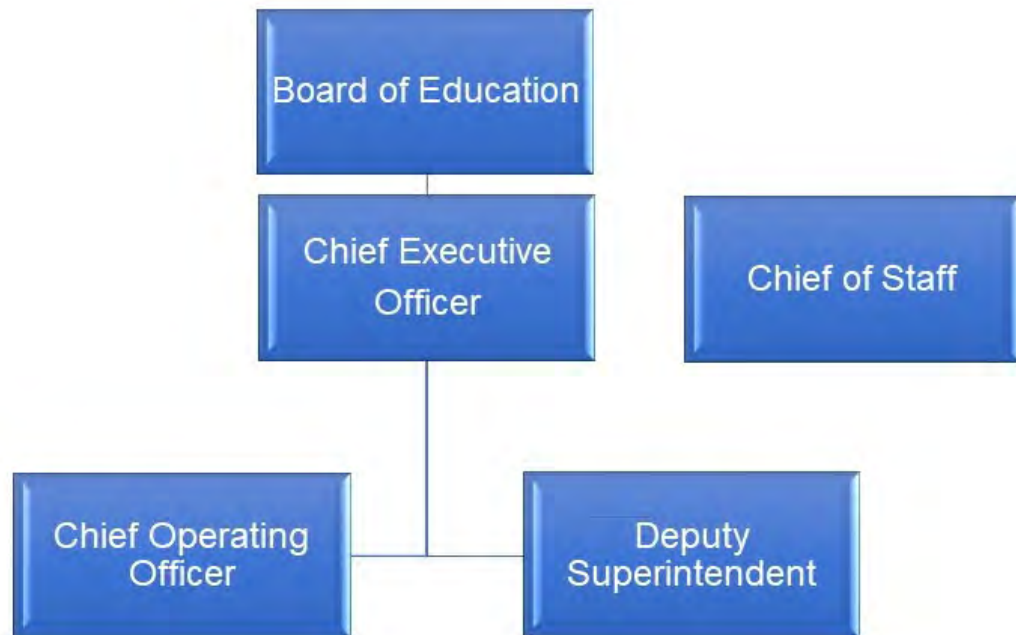 Board of Education
Chief Executive
Officer
Chief of Staff
Chief Operating
Officer
Deputy
Superintendent